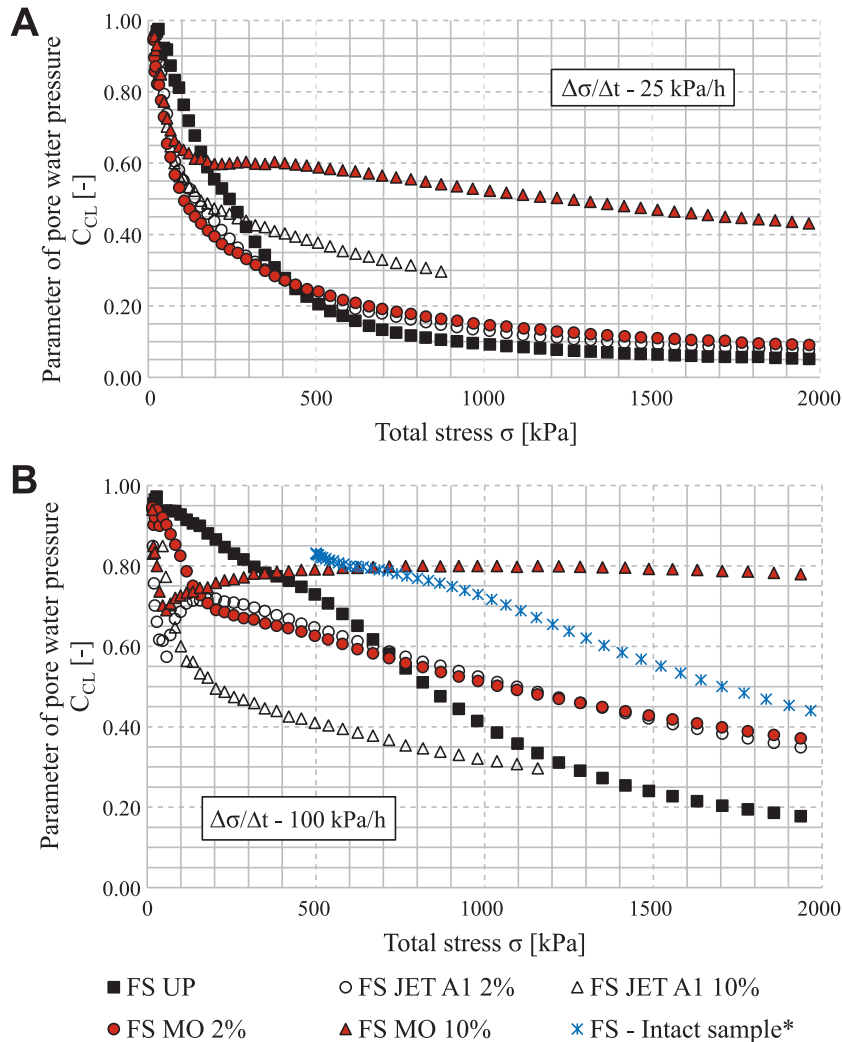 A
1.00
0.80
0.60
0.40
0.20
0.00
Parameter of pore water pressure
C_CL [-]
Δσ/Δt - 25 kPa/h
0
500
1000
1500
2000
Total stress σ [kPa]
B
1.00
0.80
0.60
0.40
0.20
0.00
Parameter of pore water pressure
C_CL [-]
Δσ/Δt - 100 kPa/h
0
500
1000
1500
2000
Total stress σ [kPa]
FS UP
FS JET A1 2%
FS JET A1 10%
FS MO 2%
FS MO 10%
FS - Intact sample*